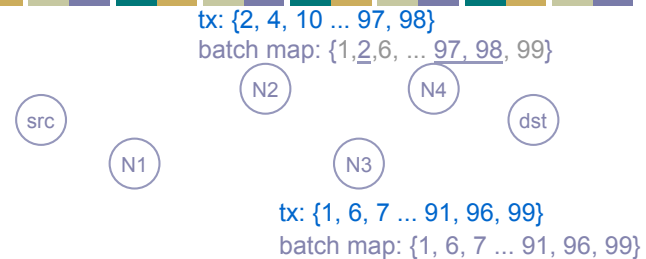 tx: {2, 4, 10 ... 97, 98}
batch map: {1,2,6, ... 97, 98, 99}
N2
N4
src
dst
N1
N3
tx: {1, 6, 7 ... 91, 96, 99}
batch map: {1, 6, 7 ... 91, 96, 99}